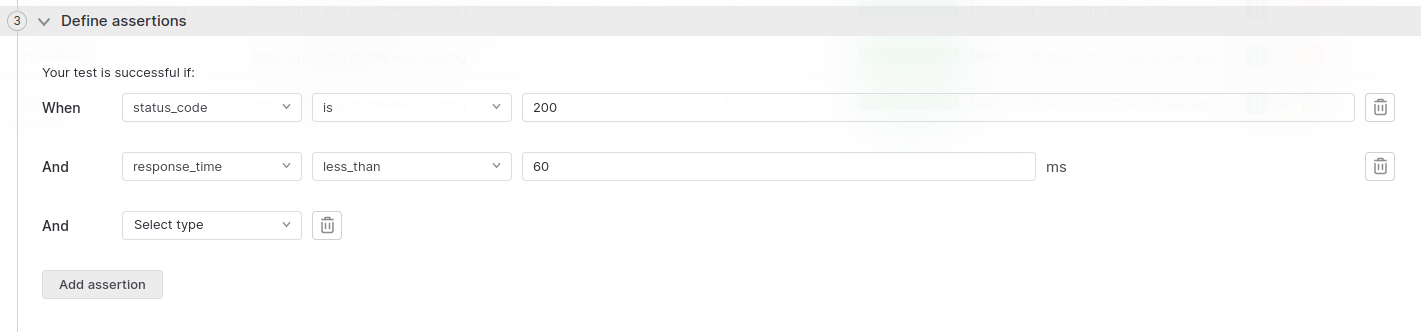 3 Define assertions
Your test is successful if:
When status_code is 200
And response_time less_than 60 ms
And Select type
Add assertion